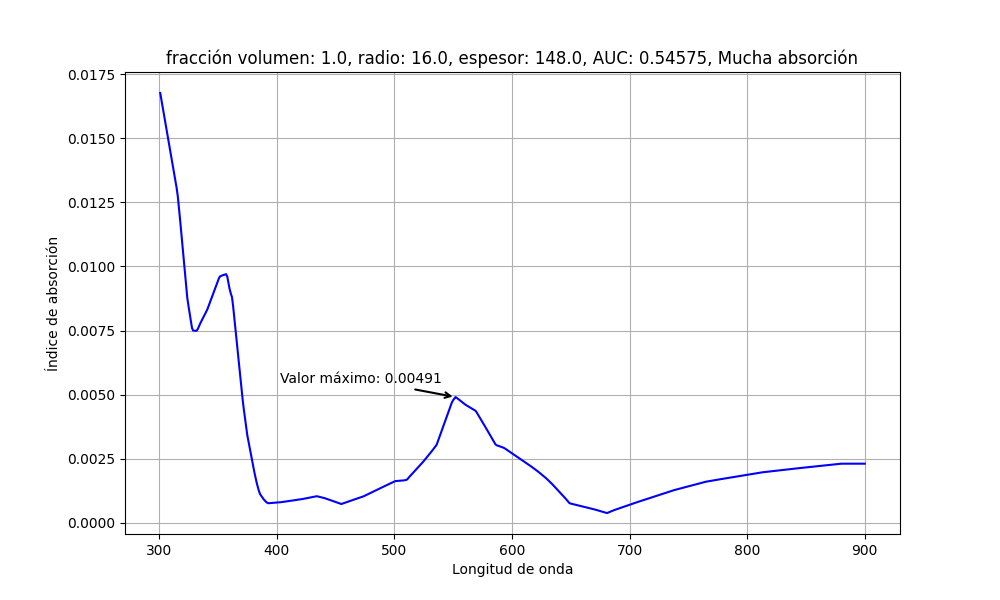 fracción volumen: 1.0, radio: 16.0, espesor: 148.0, AUC: 0.54575, Mucha absorción
0.0175
0.0150
0.0125
0.0100
0.0075
0.0050
0.0025
0.0000
Índice de absorción
Valor máximo: 0.00491
300 400 500 600 700 800 900
Longitud de onda